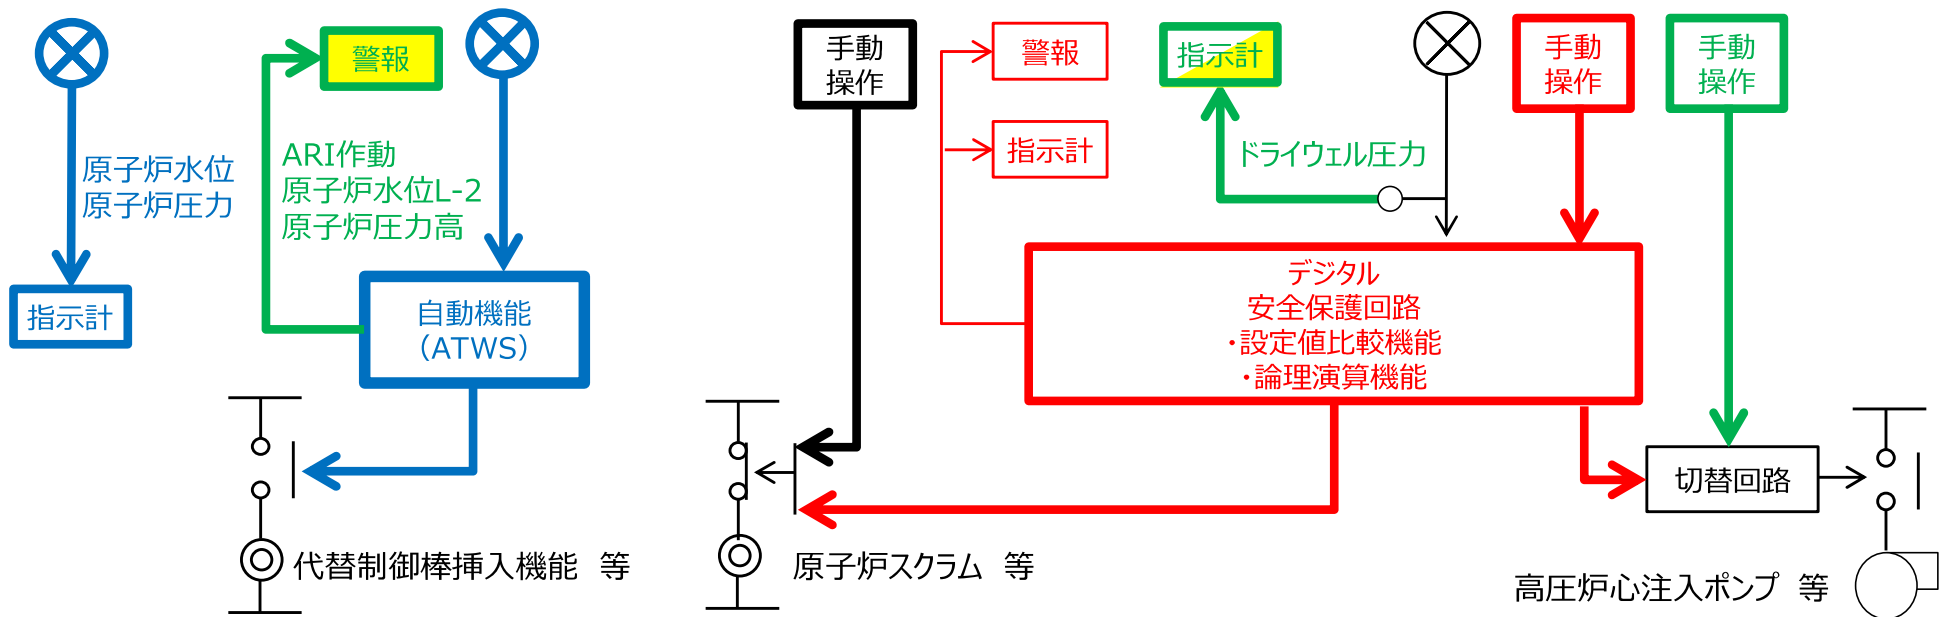 警報
手動
操作
警報
指示計
手動
操作
手動
操作
指示計
ドライウェル圧力
原子炉水位
原子炉圧力
ARI作動
原子炉水位L-2
原子炉圧力高
指示計
自動機能
（ATWS）
デジタル
安全保護回路
・設定値比較機能
・論理演算機能
切替回路
代替制御棒挿入機能 等
原子炉スクラム 等
高圧炉心注入ポンプ 等